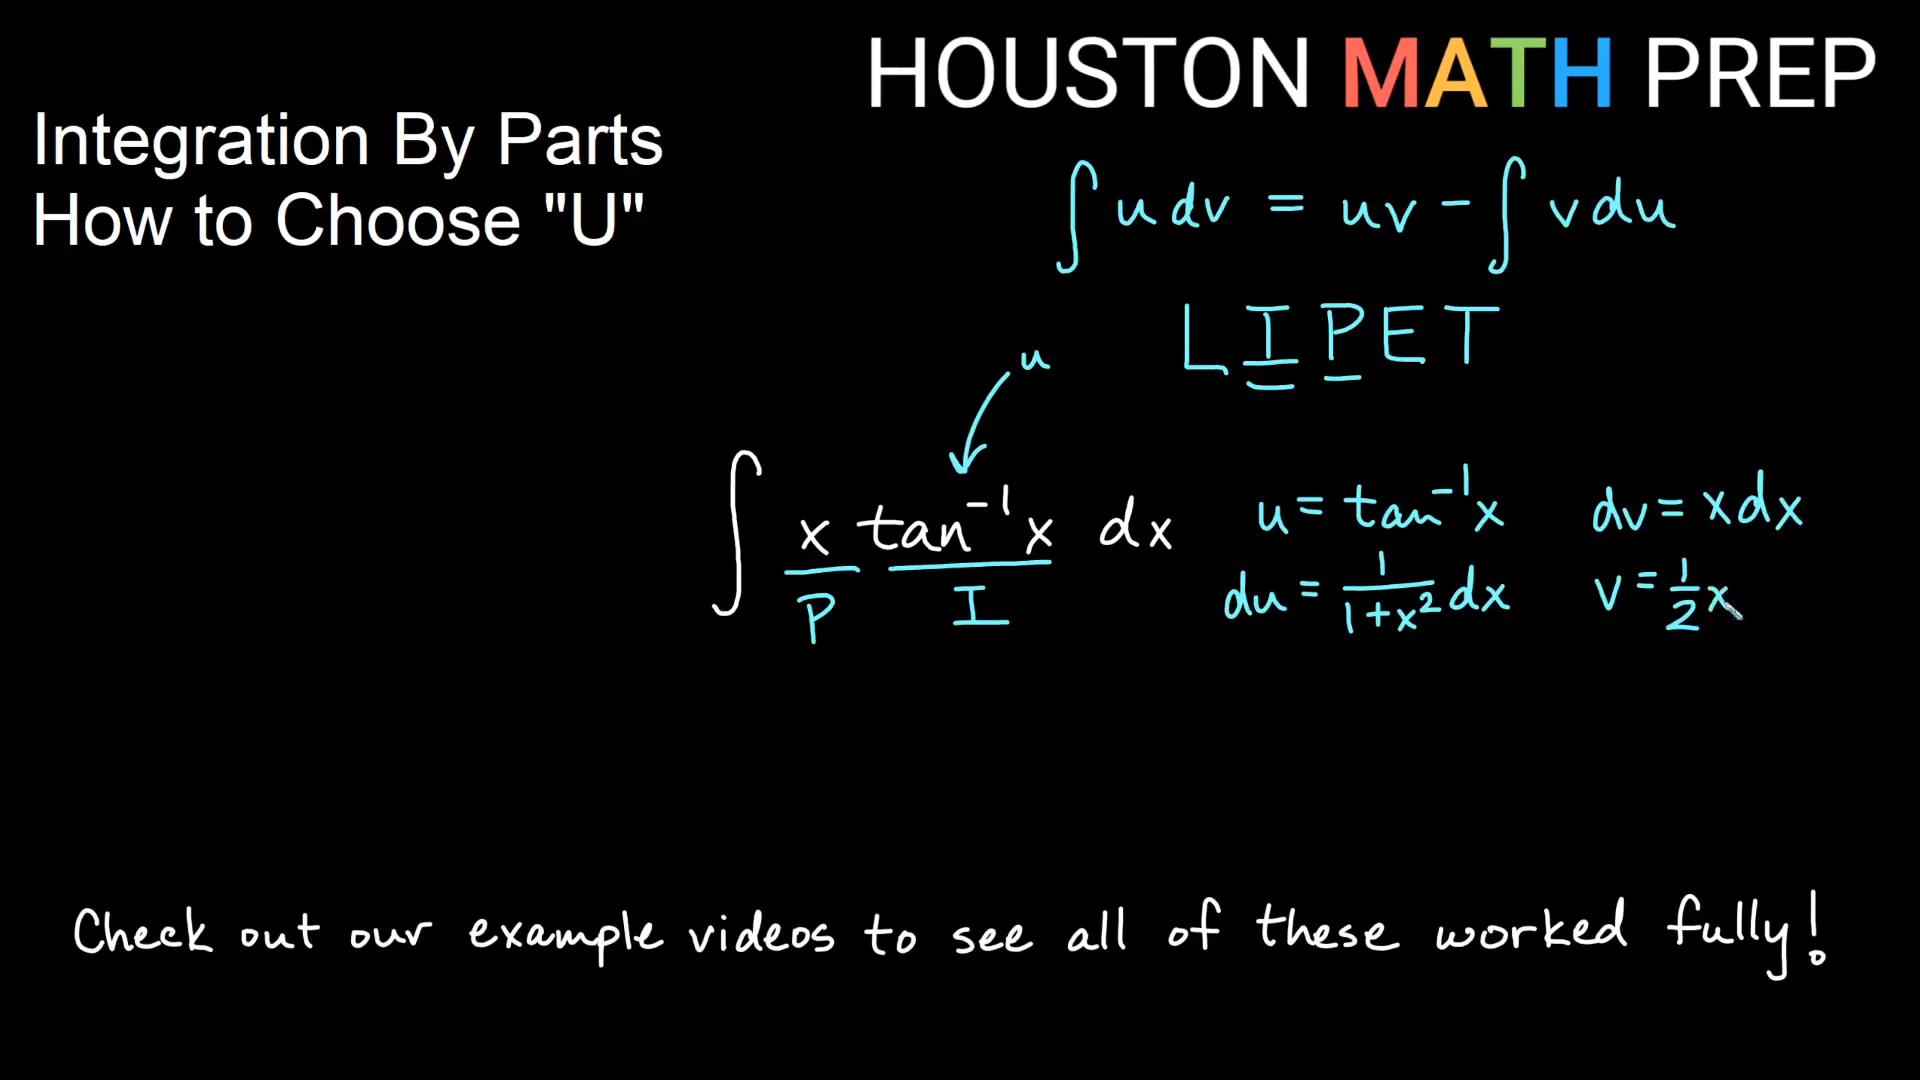 HOUSTON MATH PREP
Integration By Parts
How to Choose "U"
∫ u dv = uv - ∫ v du
LIPET
u
∫ x tan⁻¹x dx
P I
u = tan⁻¹x dv = x dx
du = 1/(1+x²) dx v = 1/2 x
Check out our example videos to see all of these worked fully!